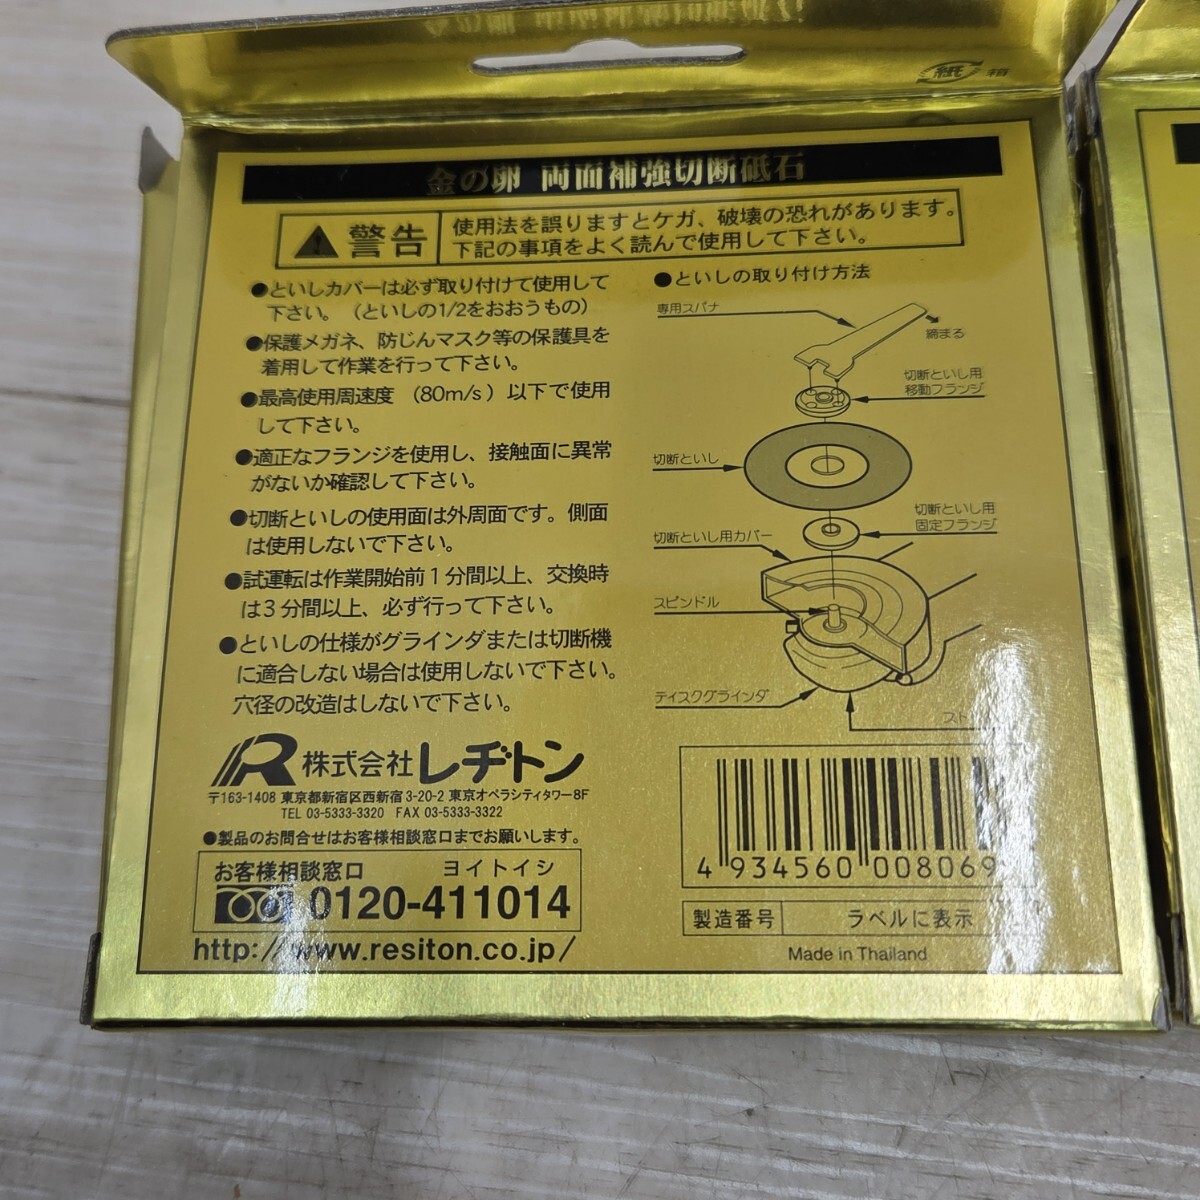 紙 箱
金の卵 両面補強切断砥石
警告
使用法を誤りますとケガ、破壊の恐れがあります。
下記の事項をよく読んで使用して下さい。
●といしカバーは必ず取り付けて使用して
下さい。（といしの1/2をおおうもの）
●保護メガネ、防じんマスク等の保護具を
着用して作業を行って下さい。
●最高使用周速度 （80m/s）以下で使用
して下さい。
●適正なフランジを使用し、接触面に異常
がないか確認して下さい。
●切断といしの使用面は外周面です。側面
は使用しないで下さい。
●試運転は作業開始前1分間以上、交換時
は3分間以上、必ず行って下さい。
●といしの仕様がグラインダまたは切断機
に適合しない場合は使用しないで下さい。
穴径の改造はしないで下さい。
●といしの取り付け方法
専用スパナ
締まる
切断といし用
移動フランジ
切断といし
切断といし用
固定フランジ
切断といし用カバー
スピンドル
ディスクグラインダ
R 株式会社レヂトン
〒163-1408 東京都新宿区西新宿3-20-2 東京オペラシティタワー8F
TEL 03-5333-3320 FAX 03-5333-3322
●製品のお問合せはお客様相談窓口までお願いします。
お客様相談窓口 ヨイトイシ
0120-411014
http://www.resiton.co.jp/
4 934560 008069
製造番号 ラベルに表示
Made in Thailand